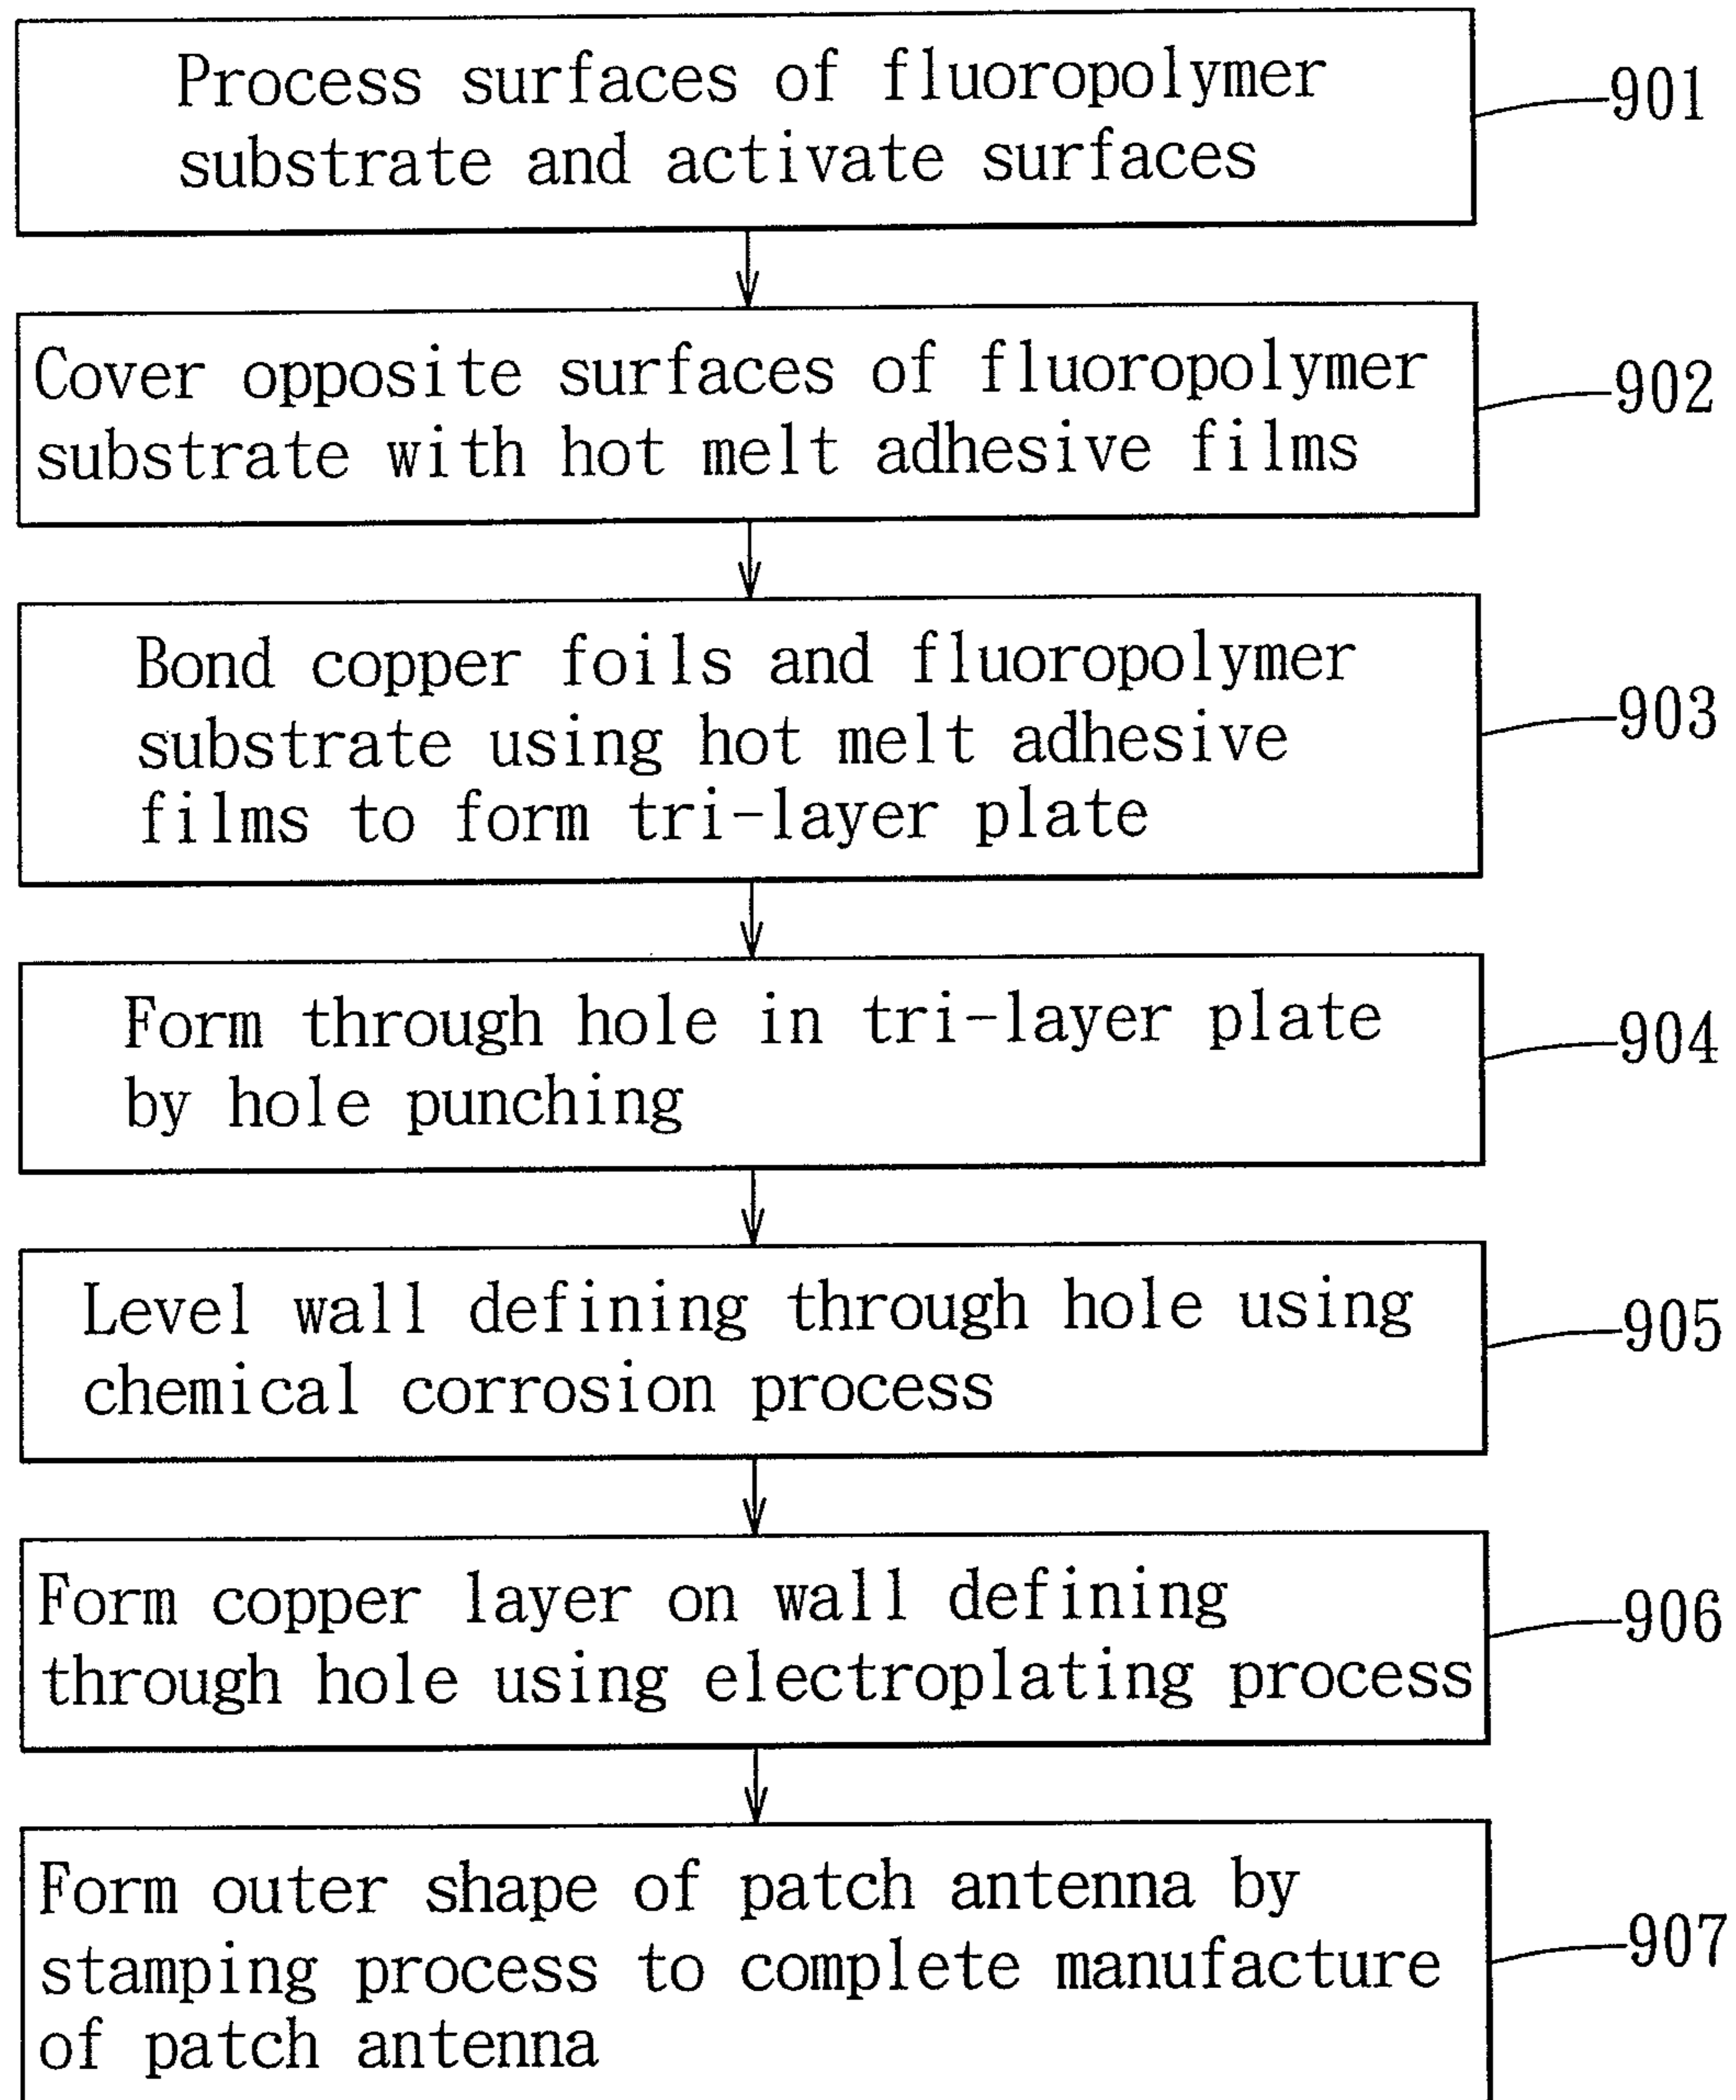 Process surfaces of fluoropolymer
substrate and activate surfaces
901
Cover opposite surfaces of fluoropolymer
substrate with hot melt adhesive films
902
Bond copper foils and fluoropolymer
substrate using hot melt adhesive
films to form tri-layer plate
903
Form through hole in tri-layer plate
by hole punching
904
Level wall defining through hole using
chemical corrosion process
905
Form copper layer on wall defining
through hole using electroplating process
906
Form outer shape of patch antenna by
stamping process to complete manufacture
of patch antenna
907